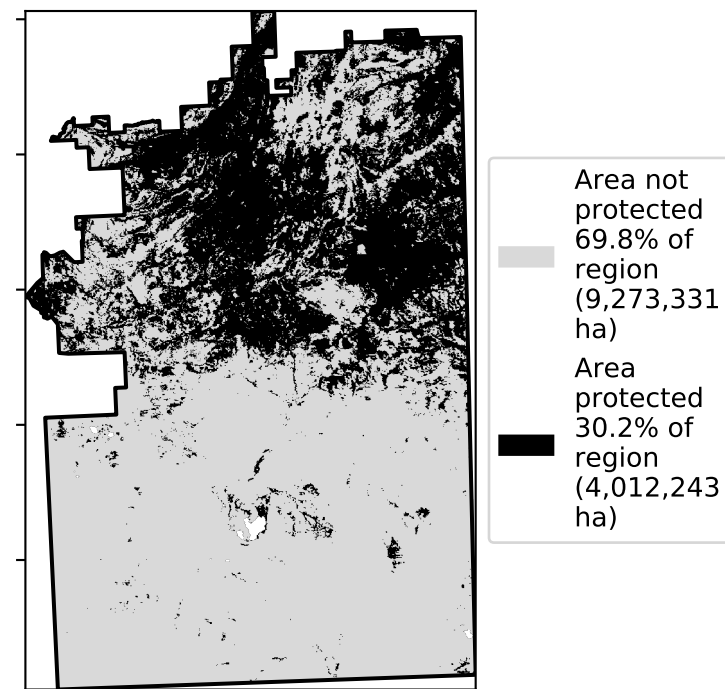 Area not
protected
69.8% of
region
(9,273,331
ha)
Area
protected
30.2% of
region
(4,012,243
ha)